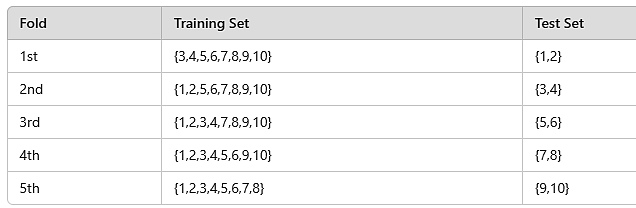 Fold Training Set Test Set
1st {3,4,5,6,7,8,9,10} {1,2}
2nd {1,2,5,6,7,8,9,10} {3,4}
3rd {1,2,3,4,7,8,9,10} {5,6}
4th {1,2,3,4,5,6,9,10} {7,8}
5th {1,2,3,4,5,6,7,8} {9,10}